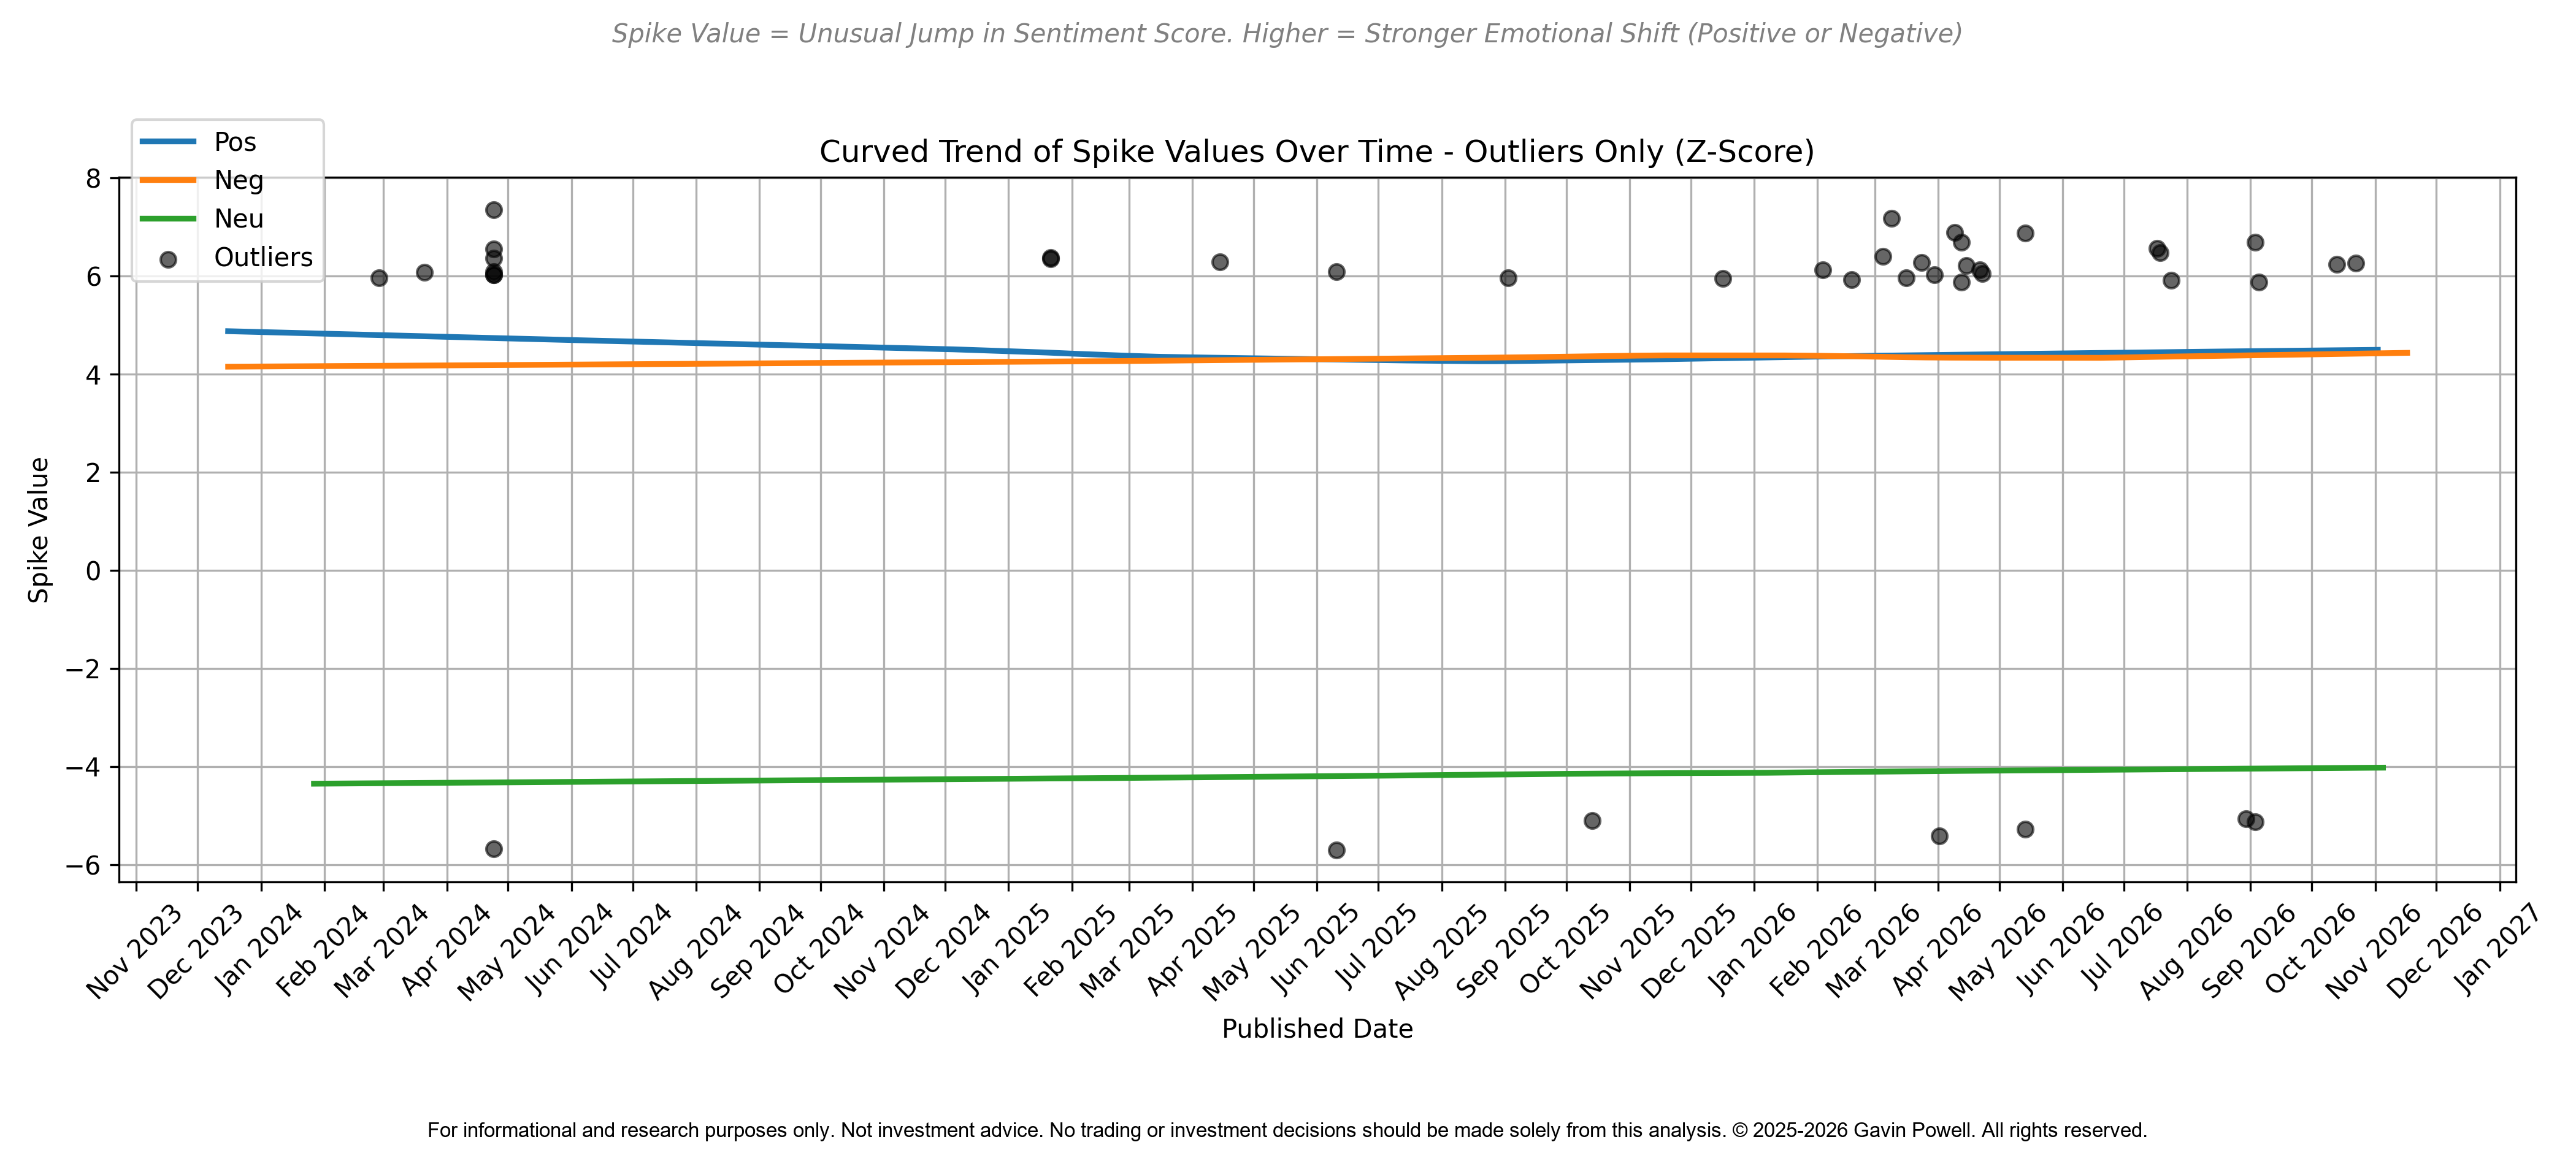 Spike Value = Unusual Jump in Sentiment Score. Higher = Stronger Emotional Shift (Positive or Negative)
Curved Trend of Spike Values Over Time - Outliers Only (Z-Score)
Pos
Neg
Neu
Outliers
Spike Value
8
6
4
2
0
−2
−4
−6
Nov 2023
Dec 2023
Jan 2024
Feb 2024
Mar 2024
Apr 2024
May 2024
Jun 2024
Jul 2024
Aug 2024
Sep 2024
Oct 2024
Nov 2024
Dec 2024
Jan 2025
Feb 2025
Mar 2025
Apr 2025
May 2025
Jun 2025
Jul 2025
Aug 2025
Sep 2025
Oct 2025
Nov 2025
Dec 2025
Jan 2026
Feb 2026
Mar 2026
Apr 2026
May 2026
Jun 2026
Jul 2026
Aug 2026
Sep 2026
Oct 2026
Nov 2026
Dec 2026
Jan 2027
Published Date
For informational and research purposes only. Not investment advice. No trading or investment decisions should be made solely from this analysis. © 2025-2026 Gavin Powell. All rights reserved.